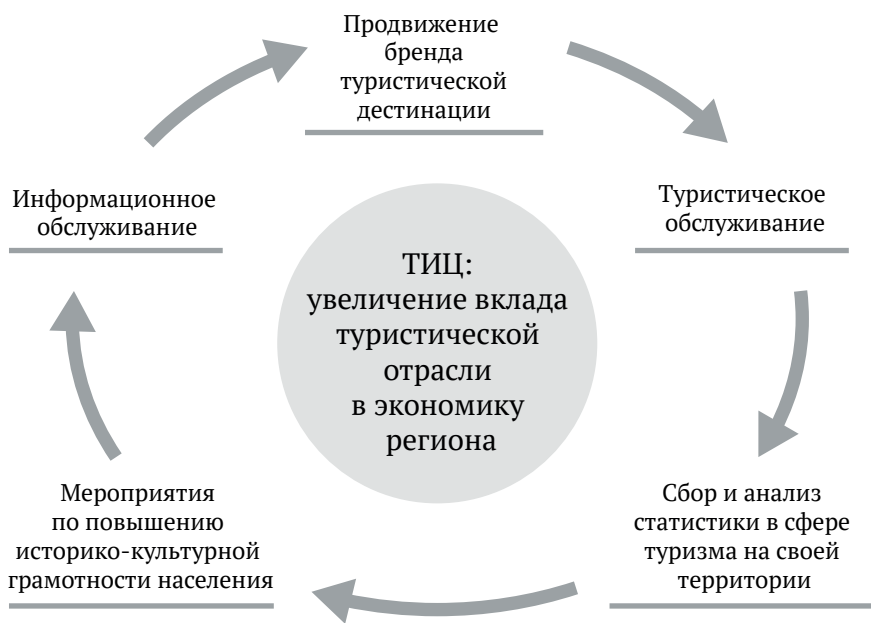 Продвижение
бренда
туристической
дестинации
Туристическое
обслуживание
Сбор и анализ
статистики в сфере
туризма на своей
территории
Мероприятия
по повышению
историко-культурной
грамотности населения
Информационное
обслуживание
ТИЦ:
увеличение вклада
туристической
отрасли
в экономику
региона